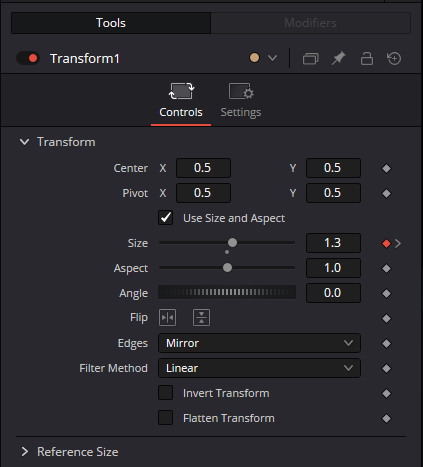 Tools Modifiers
Transform1
Controls Settings
Transform
Center X 0.5 Y 0.5
Pivot X 0.5 Y 0.5
Use Size and Aspect
Size 1.3
Aspect 1.0
Angle 0.0
Flip
Edges Mirror
Filter Method Linear
Invert Transform
Flatten Transform
Reference Size